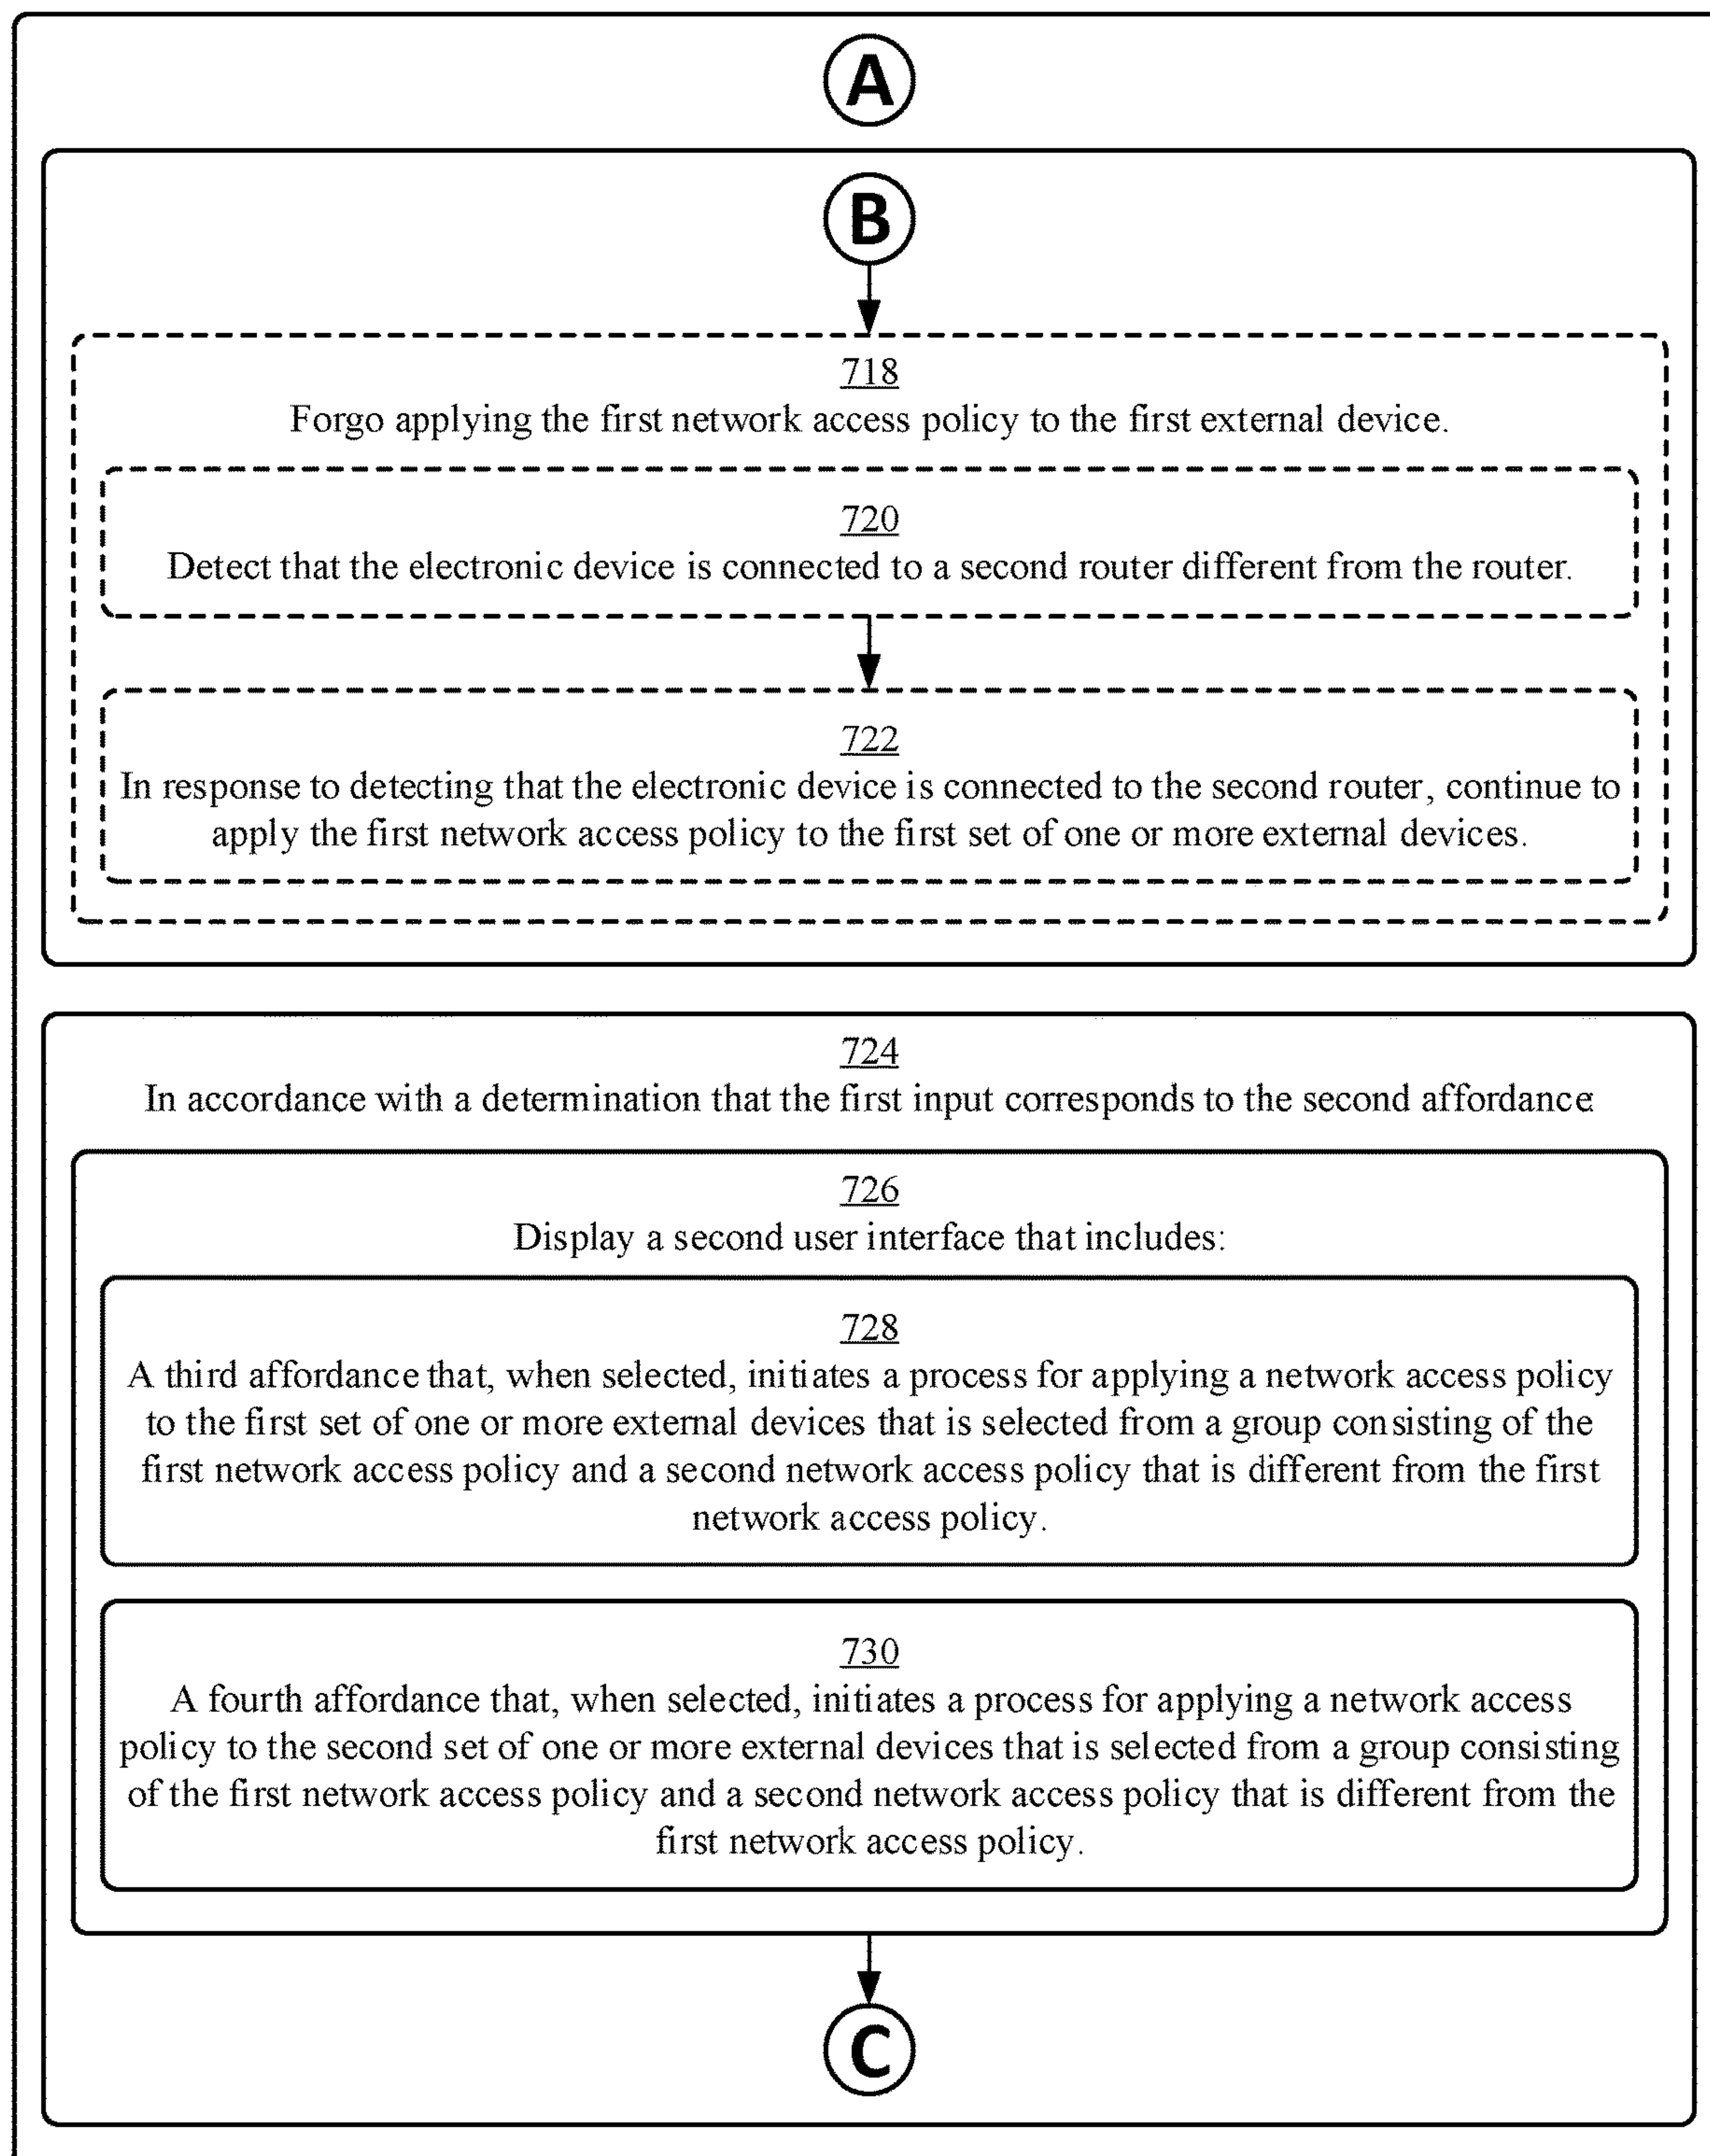 A
B
718
Forgo applying the first network access policy to the first external device.
720
Detect that the electronic device is connected to a second router different from the router.
722
In response to detecting that the electronic device is connected to the second router, continue to
apply the first network access policy to the first set of one or more external devices.
724
In accordance with a determination that the first input corresponds to the second affordance:
726
Display a second user interface that includes:
728
A third affordance that, when selected, initiates a process for applying a network access policy
to the first set of one or more external devices that is selected from a group consisting of the
first network access policy and a second network access policy that is different from the first
network access policy.
730
A fourth affordance that, when selected, initiates a process for applying a network access
policy to the second set of one or more external devices that is selected from a group consisting
of the first network access policy and a second network access policy that is different from the
first network access policy.
C